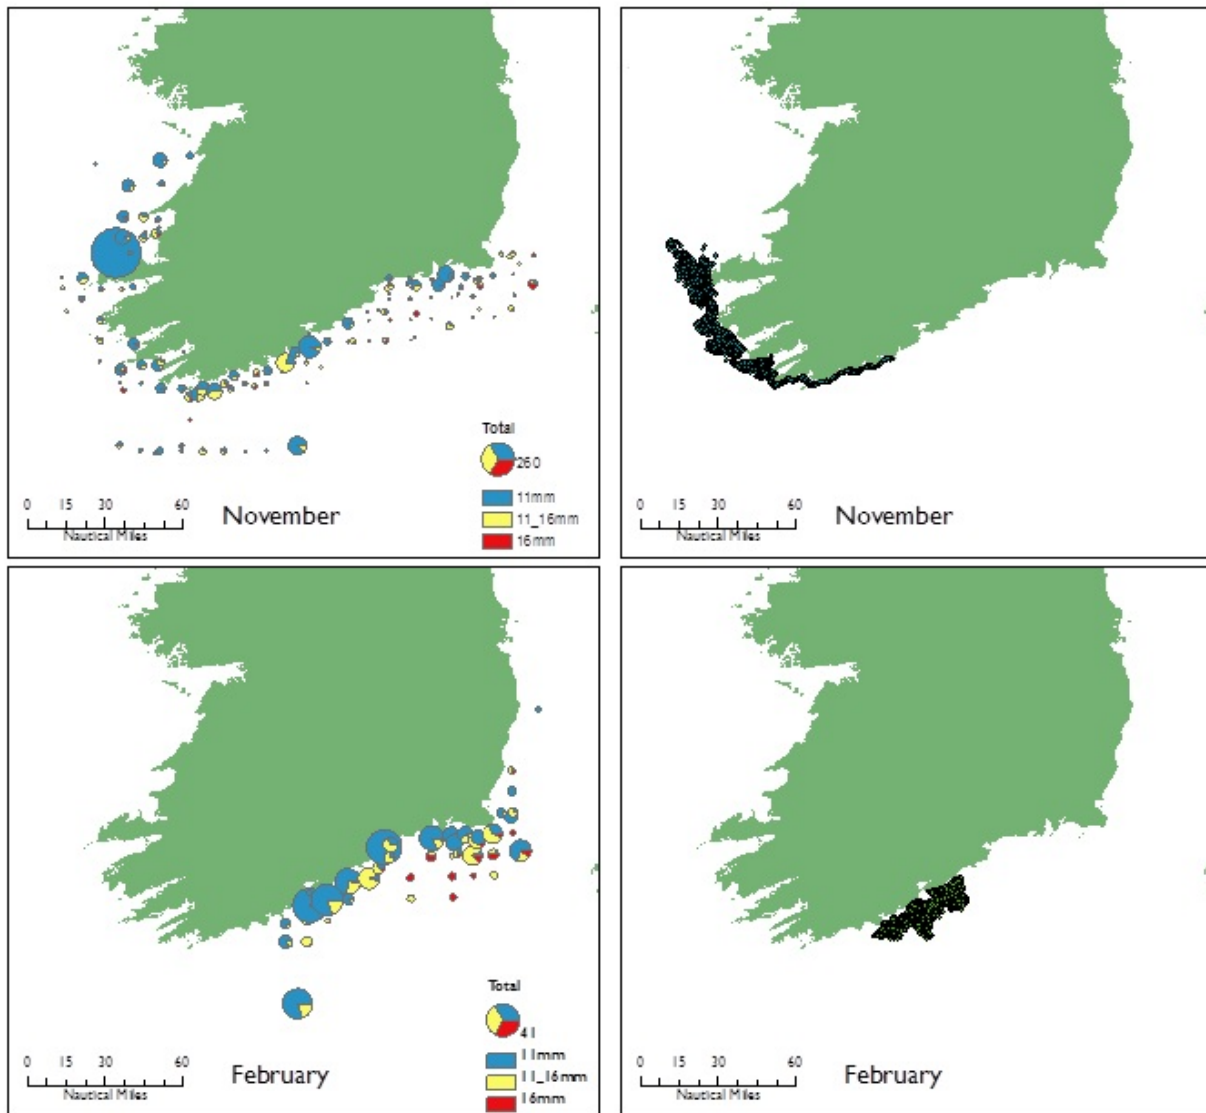 Total
260
11mm
11_16mm
16mm
0 15 30 60
Nautical Miles
November
0 15 30 60
Nautical Miles
November
Total
41
11mm
11_16mm
16mm
0 15 30 60
Nautical Miles
February
0 15 30 60
Nautical Miles
February